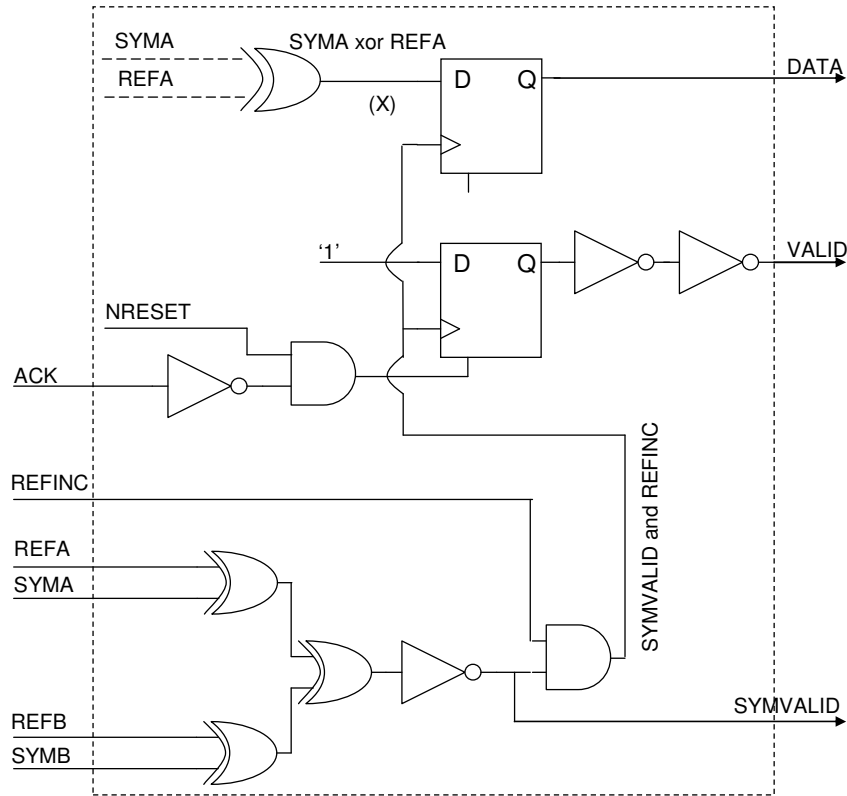 SYMA
SYMA xor REFA
REFA
(X)
D Q
DATA
'1'
D Q
VALID
NRESET
ACK
SYMVALID and REFINC
REFINC
REFA
SYMA
REFB
SYMB
SYMVALID